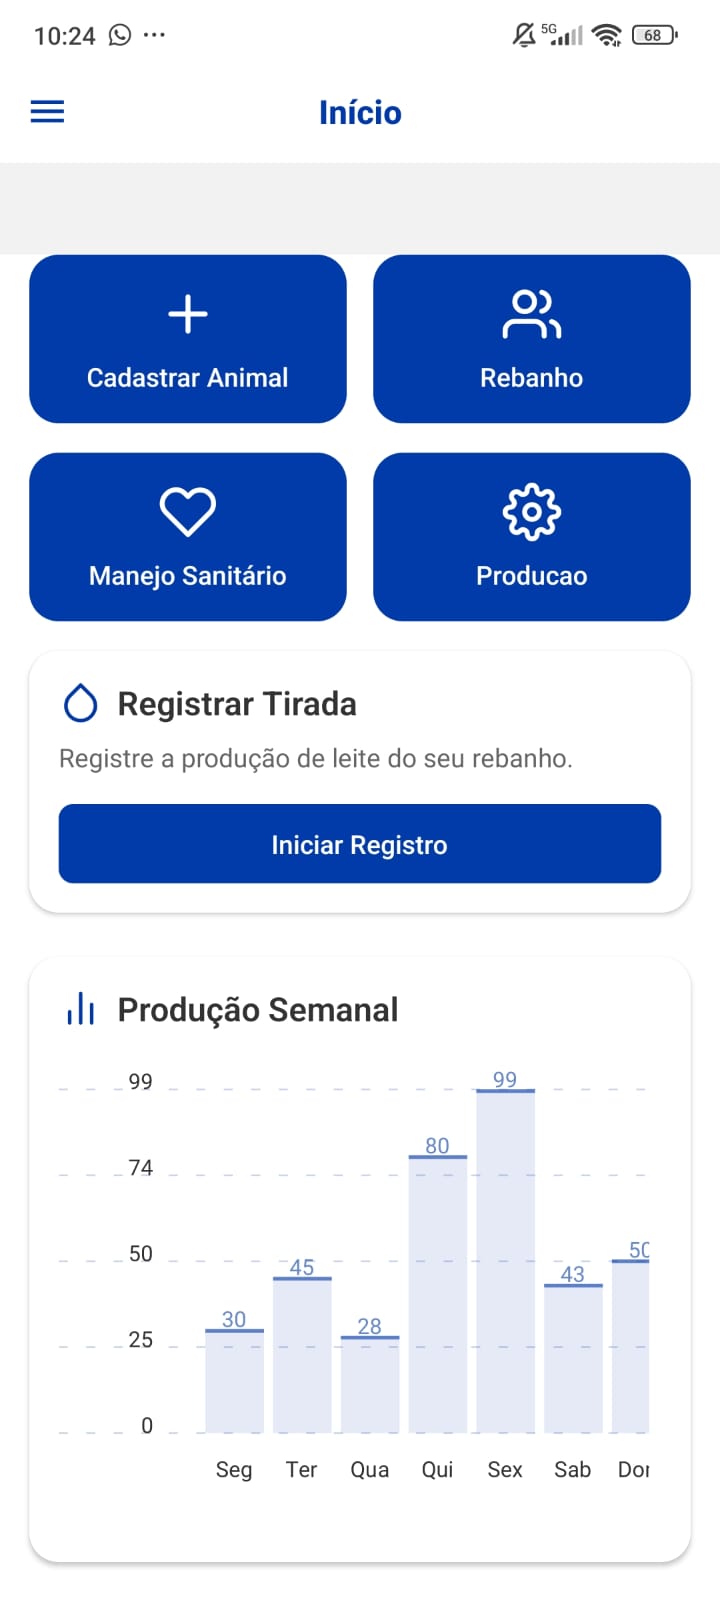 10:24 ... 5G 68
Início
Cadastrar Animal
Rebanho
Manejo Sanitário
Producao
Registrar Tirada
Registre a produção de leite do seu rebanho.
Iniciar Registro
Produção Semanal
99
74
50
25
0
30
45
28
80
99
43
50
Seg Ter Qua Qui Sex Sab